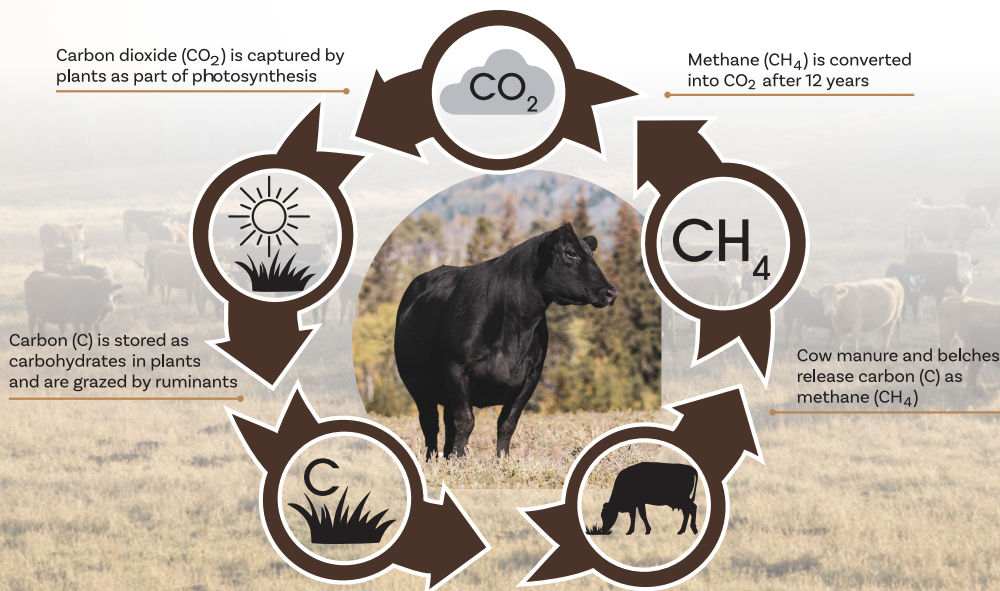 Carbon dioxide (CO₂) is captured by
plants as part of photosynthesis
CO₂
Methane (CH₄) is converted
into CO₂ after 12 years
CH₄
Carbon (C) is stored as
carbohydrates in plants
and are grazed by ruminants
Cow manure and belches
release carbon (C) as
methane (CH₄)
C